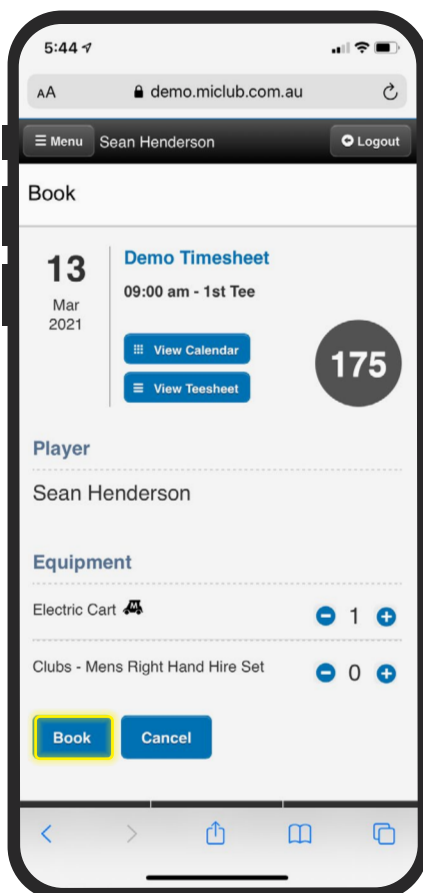 5:44
AA demo.miclub.com.au
Menu Sean Henderson Logout
Book
13
Mar
2021
Demo Timesheet
09:00 am - 1st Tee
View Calendar
View Teesheet
175
Player
Sean Henderson
Equipment
Electric Cart 1
Clubs - Mens Right Hand Hire Set 0
Book Cancel